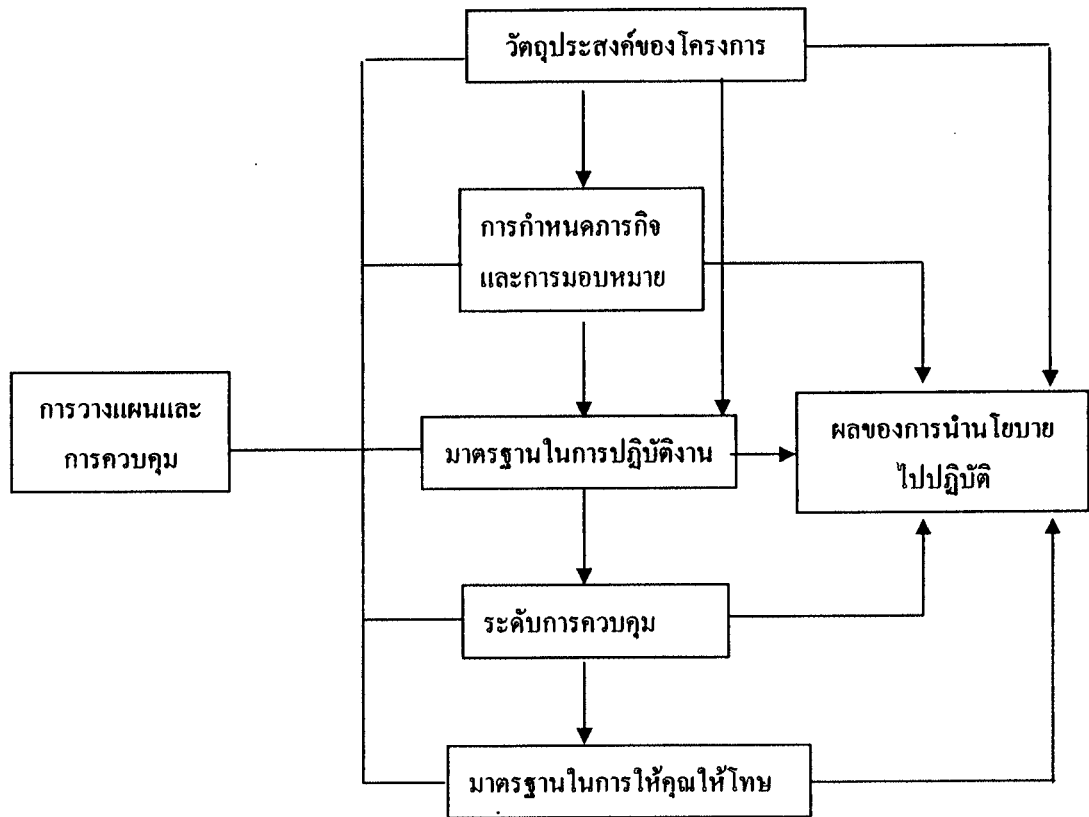 วัตถุประสงค์ของโครงการ
การกำหนดภารกิจ
และการมอบหมาย
การวางแผนและ
การควบคุม
มาตรฐานในการปฏิบัติงาน
ผลของการนำนโยบาย
ไปปฏิบัติ
ระดับการควบคุม
มาตรฐานในการให้คุณให้โทษ